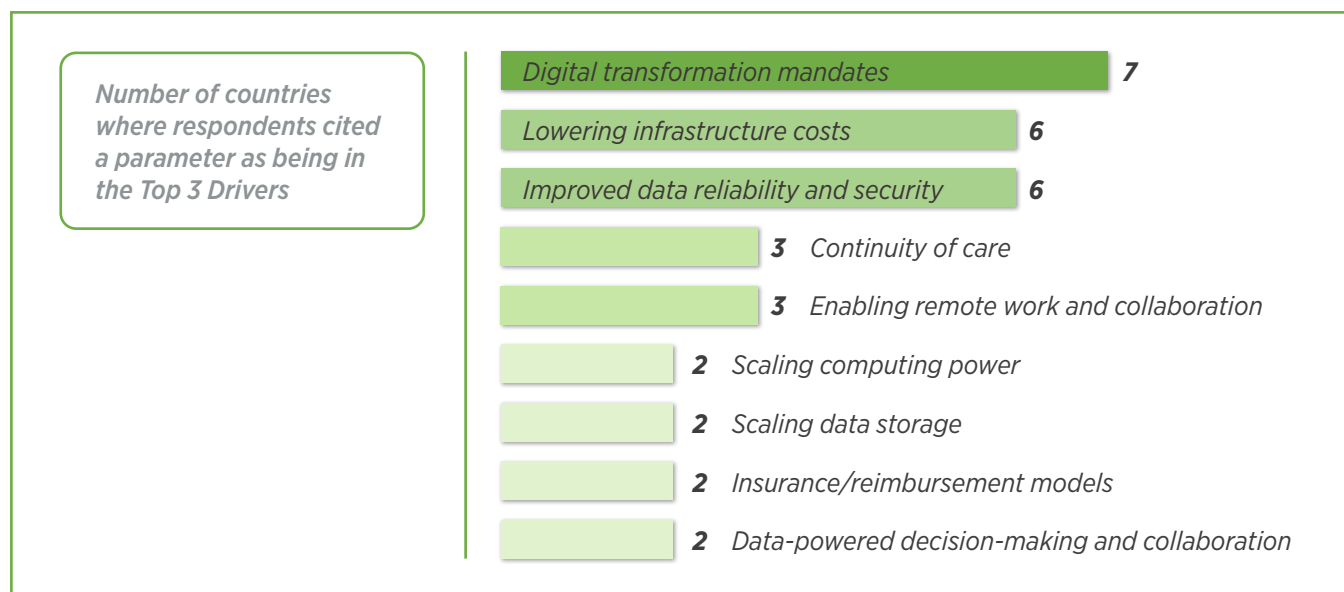 Number of countries
where respondents cited
a parameter as being in
the Top 3 Drivers
Digital transformation mandates 7
Lowering infrastructure costs 6
Improved data reliability and security 6
3 Continuity of care
3 Enabling remote work and collaboration
2 Scaling computing power
2 Scaling data storage
2 Insurance/reimbursement models
2 Data-powered decision-making and collaboration